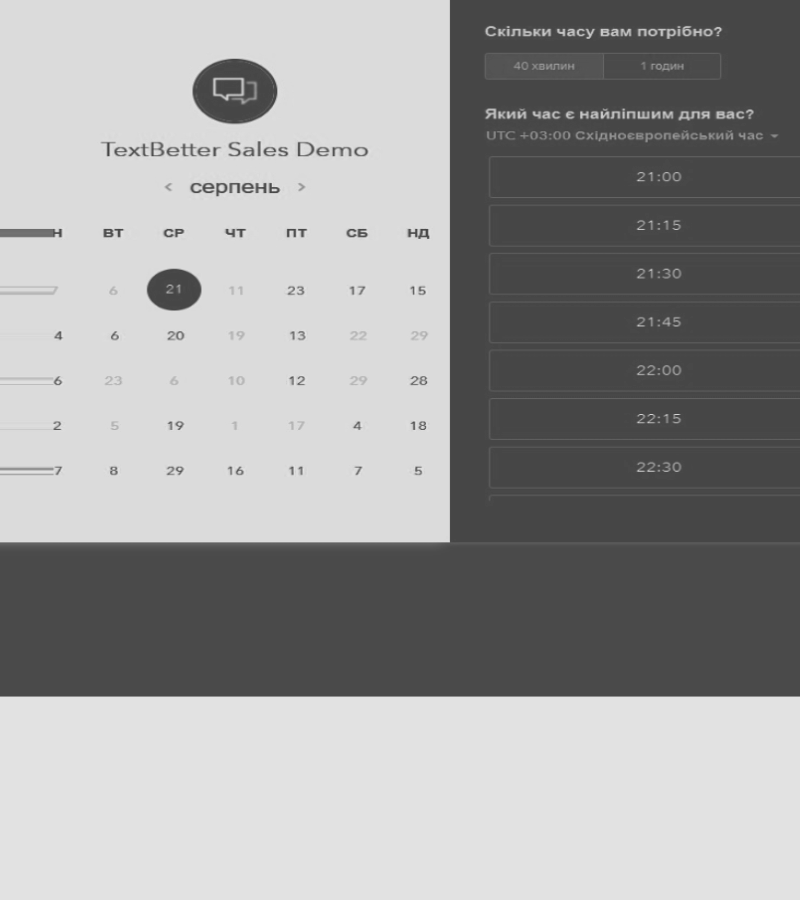 TextBetter Sales Demo
< серпень >
Н ВТ СР ЧТ ПТ СБ НД
7 6 21 11 23 17 15
4 6 20 19 13 22 29
6 23 6 10 12 29 28
2 5 19 1 17 4 18
7 8 29 16 11 7 5
Скільки часу вам потрібно?
40 хвилин 1 годин
Який час є найліпшим для вас?
UTC +03:00 Східноєвропейський час
21:00
21:15
21:30
21:45
22:00
22:15
22:30